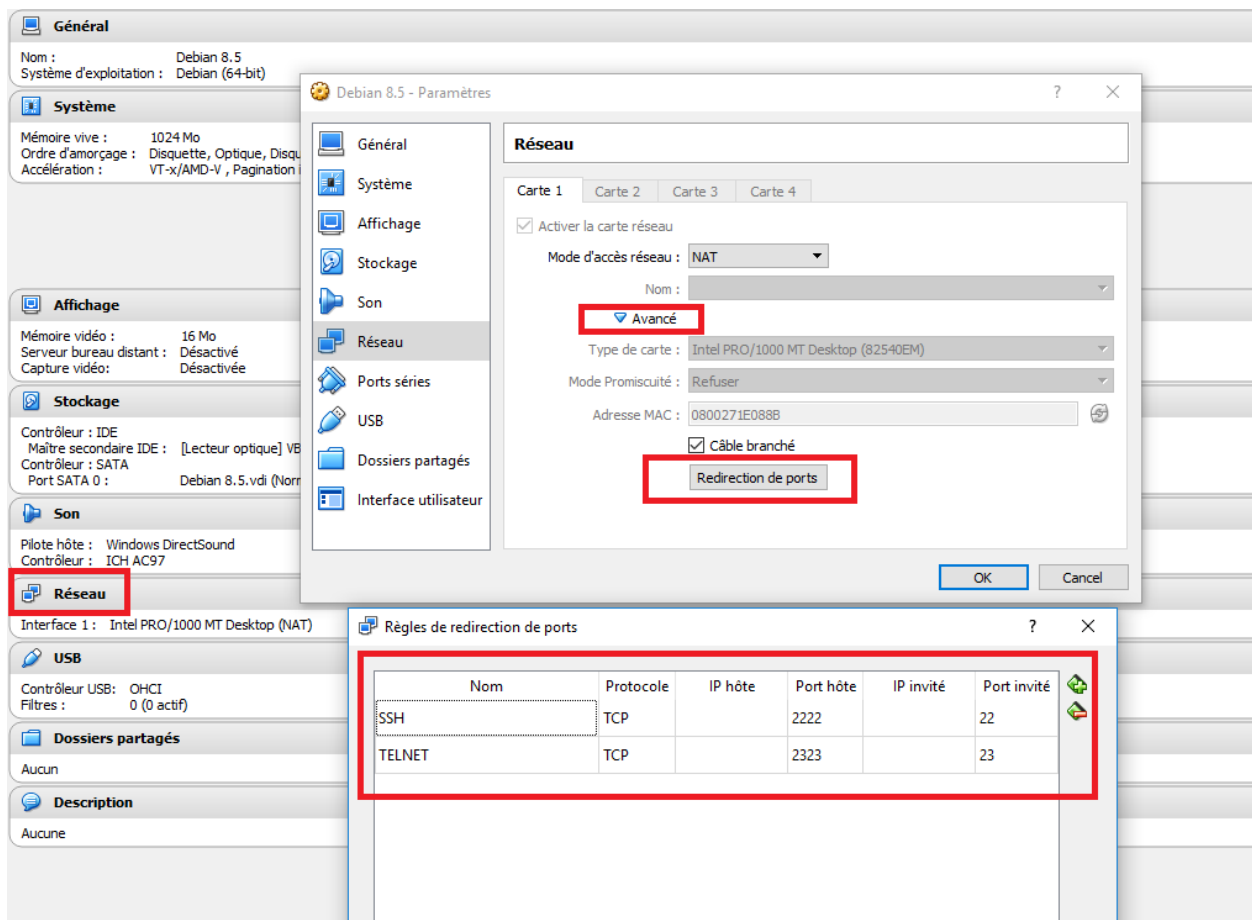 Général
Nom : Debian 8.5
Système d'exploitation : Debian (64-bit)
Système
Mémoire vive : 1024 Mo
Ordre d'amorçage : Disquette, Optique, Disqu
Accélération : VT-x/AMD-V , Pagination i
Affichage
Mémoire vidéo : 16 Mo
Serveur bureau distant : Désactivé
Capture vidéo: Désactivée
Stockage
Contrôleur : IDE
Maître secondaire IDE : [Lecteur optique] VB
Contrôleur : SATA
Port SATA 0 : Debian 8.5.vdi (Norr
Son
Pilote hôte : Windows DirectSound
Contrôleur : ICH AC97
Réseau
Interface 1 : Intel PRO/1000 MT Desktop (NAT)
USB
Contrôleur USB: OHCI
Filtres : 0 (0 actif)
Dossiers partagés
Aucun
Description
Aucune
Debian 8.5 - Paramètres
?
Général
Système
Affichage
Stockage
Son
Réseau
Ports séries
USB
Dossiers partagés
Interface utilisateur
Réseau
Carte 1 Carte 2 Carte 3 Carte 4
Activer la carte réseau
Mode d'accès réseau : NAT
Nom :
Avancé
Type de carte : Intel PRO/1000 MT Desktop (82540EM)
Mode Promiscuité : Refuser
Adresse MAC : 0800271E088B
Câble branché
Redirection de ports
OK Cancel
Règles de redirection de ports ?
Nom Protocole IP hôte Port hôte IP invité Port invité
SSH TCP 2222 22
TELNET TCP 2323 23